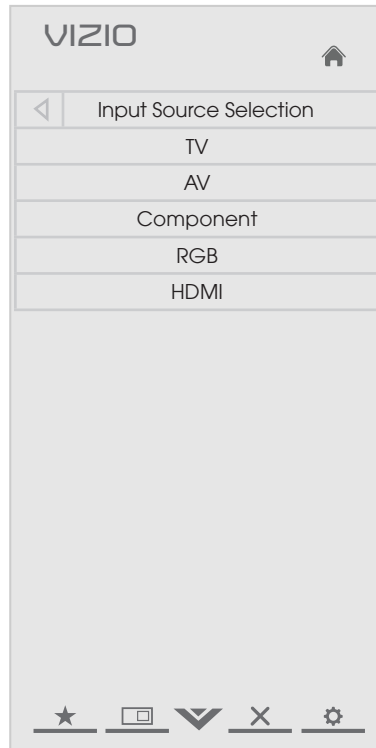 VIZIO
Input Source Selection
TV
AV
Component
RGB
HDMI